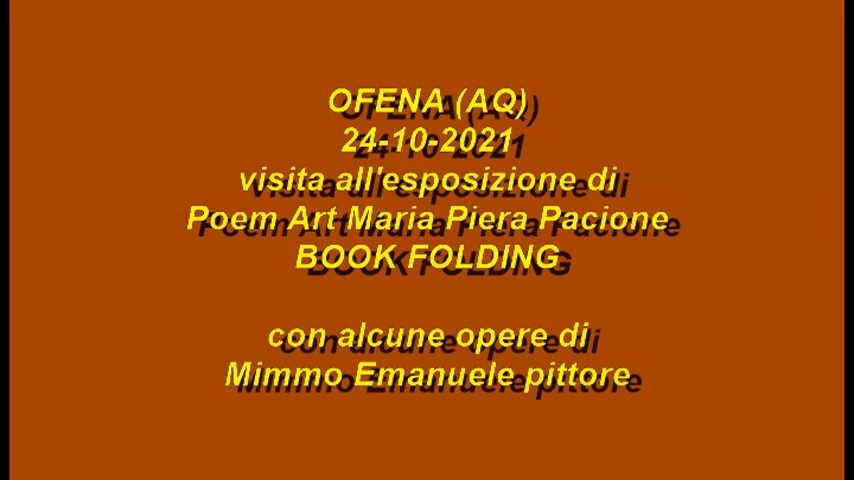 OFENA (AQ)
24-10-2021
visita all'esposizione di
Poem Art Maria Piera Pacione
BOOK FOLDING
con alcune opere di
Mimmo Emanuele pittore